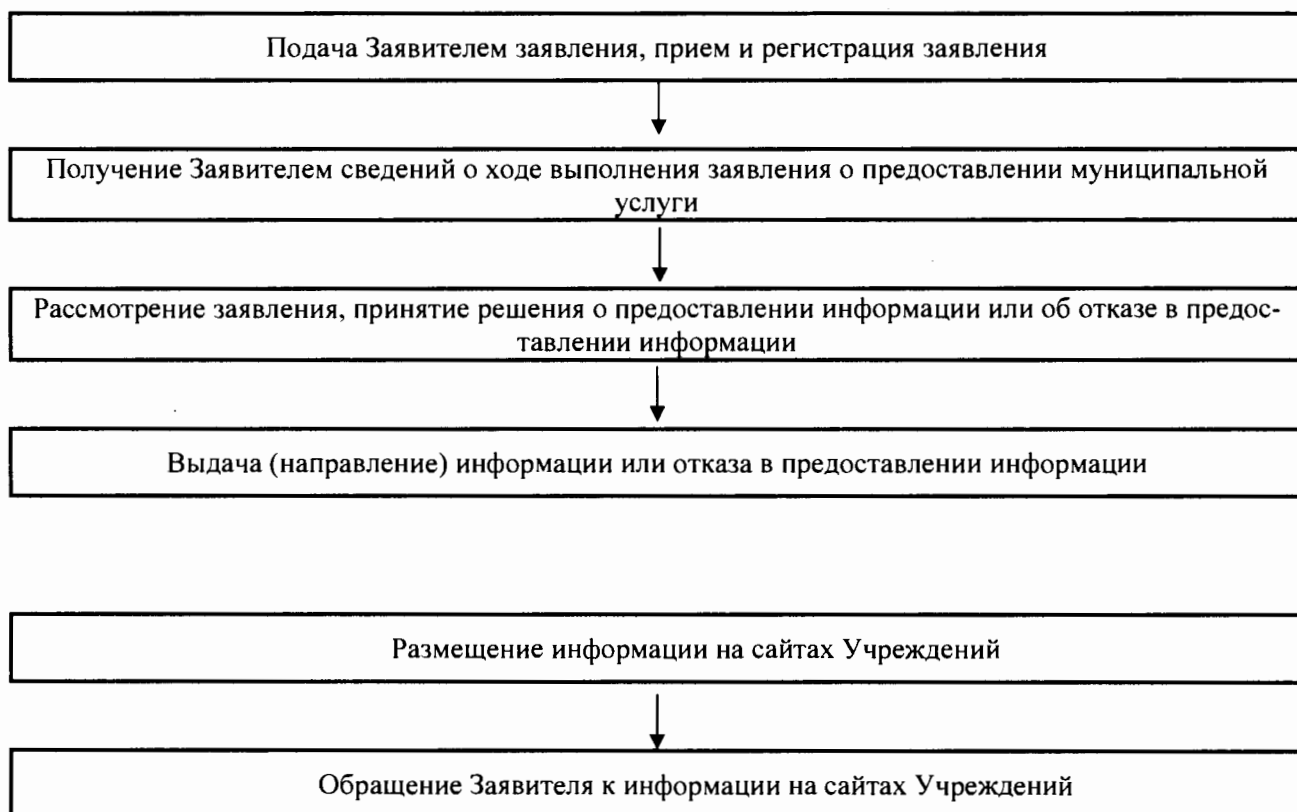 Подача Заявителем заявления, прием и регистрация заявления
Получение Заявителем сведений о ходе выполнения заявления о предоставлении муниципальной
услуги
Рассмотрение заявления, принятие решения о предоставлении информации или об отказе в предос-
тавлении информации
Выдача (направление) информации или отказа в предоставлении информации
Размещение информации на сайтах Учреждений
Обращение Заявителя к информации на сайтах Учреждений